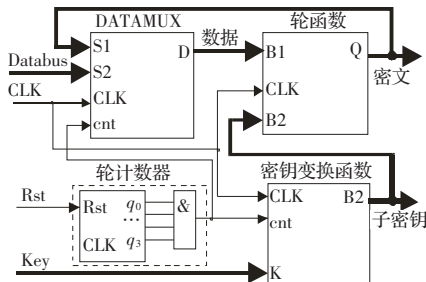 DATAMUX
轮函数
S1
D
数据
B1
Q
Databus
S2
密文
CLK
CLK
CLK
cnt
B2
轮计数器
密钥变换函数
Rst
Rst
q0
&
CLK
B2
...
cnt
子密钥
CLK
q3
Key
K